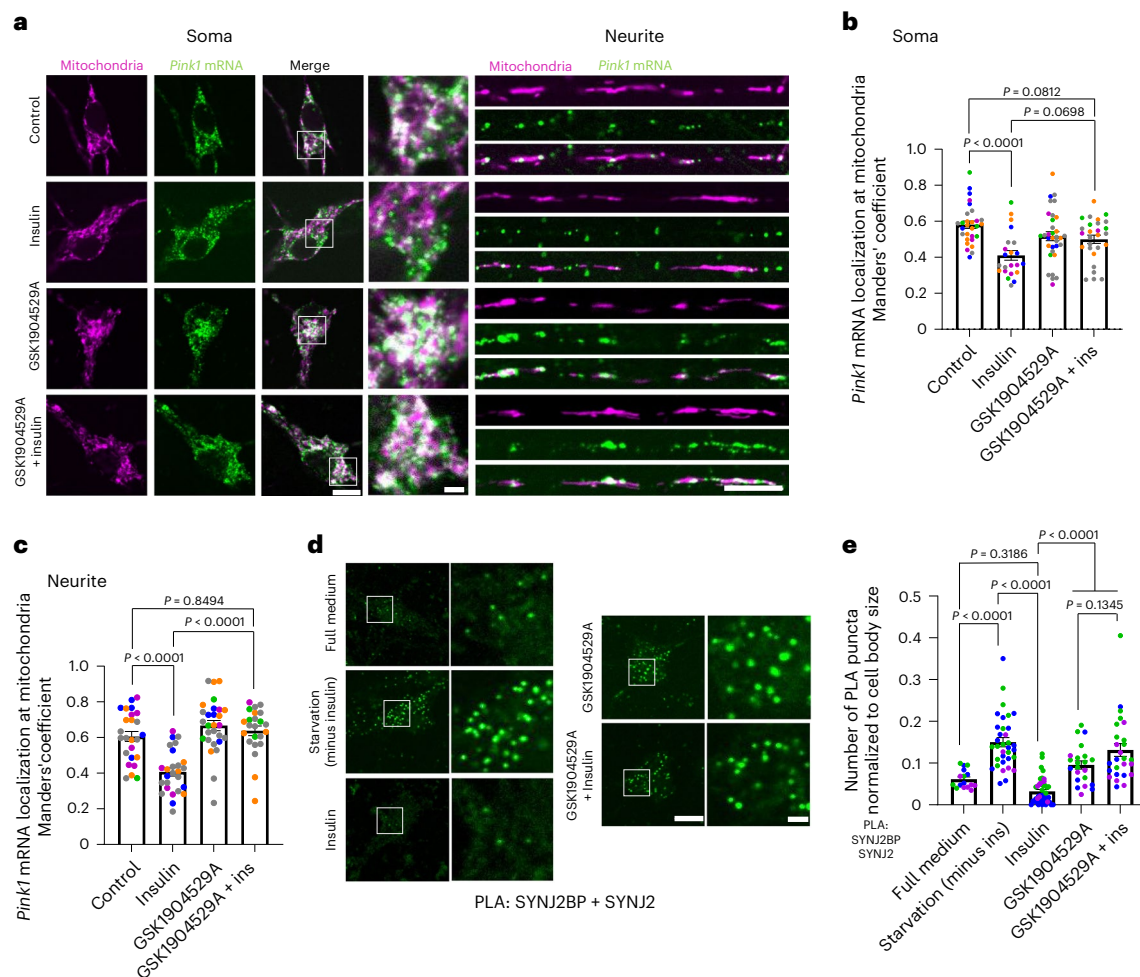 a
Soma
Neurite
Mitochondria
Pink1 mRNA
Merge
Mitochondria
Pink1 mRNA
Control
Insulin
GSK1904529A
GSK1904529A
+ insulin
b
Soma
Pink1 mRNA localization at mitochondria
Manders' coefficient
P = 0.0812
P = 0.0698
P < 0.0001
1.0
0.8
0.6
0.4
0.2
0
Control
Insulin
GSK1904529A
GSK1904529A + ins
c
Neurite
Pink1 mRNA localization at mitochondria
Manders'coefficient
P = 0.8494
P < 0.0001
P < 0.0001
1.0
0.8
0.6
0.4
0.2
0
Control
Insulin
GSK1904529A
GSK1904529A + ins
d
Full medium
Starvation
(minus insulin)
Insulin
GSK1904529A
GSK1904529A
+ Insulin
PLA: SYNJ2BP + SYNJ2
e
Number of PLA puncta
normalized to cell body size
P < 0.0001
P = 0.3186
P < 0.0001
P < 0.0001
P = 0.1345
0.5
0.4
0.3
0.2
0.1
0
PLA:
SYNJ2BP
SYNJ2
Full medium
Starvation (minus ins)
Insulin
GSK1904529A
GSK1904529A + ins